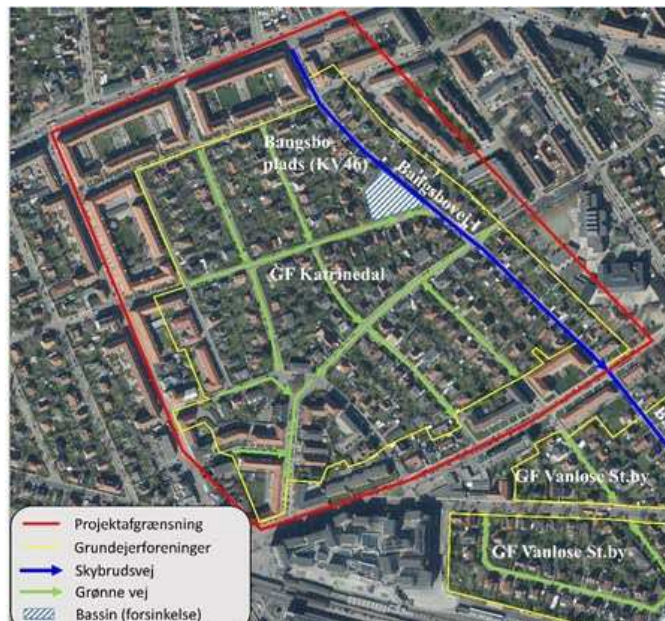 Bangsbo
plads (KV46)
Bangsbovej I
GF Katrinedal
GF Vanløse St.by
GF Vanløse St.by
Projektafgrænsning
Grundejerforeninger
Skybrudsvej
Grønne vej
Bassin (forsinkelse)